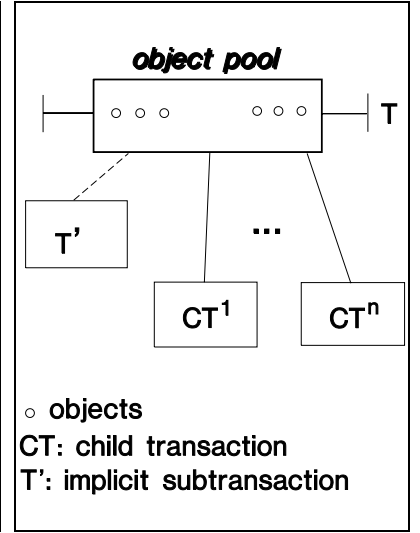 object pool
T
T'
...
CT¹
CTⁿ
objects
CT: child transaction
T': implicit subtransaction